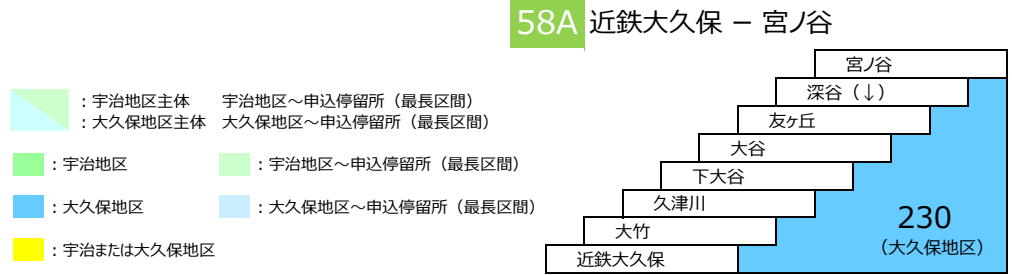 58A 近鉄大久保 － 宮ノ谷
宮ノ谷
：宇治地区主体　宇治地区～申込停留所（最長区間）
：大久保地区主体　大久保地区～申込停留所（最長区間）
深谷（↓）
友ヶ丘
大谷
：宇治地区　：宇治地区～申込停留所（最長区間）
下大谷
久津川
：大久保地区　：大久保地区～申込停留所（最長区間）
大竹
230
（大久保地区）
：宇治または大久保地区
近鉄大久保